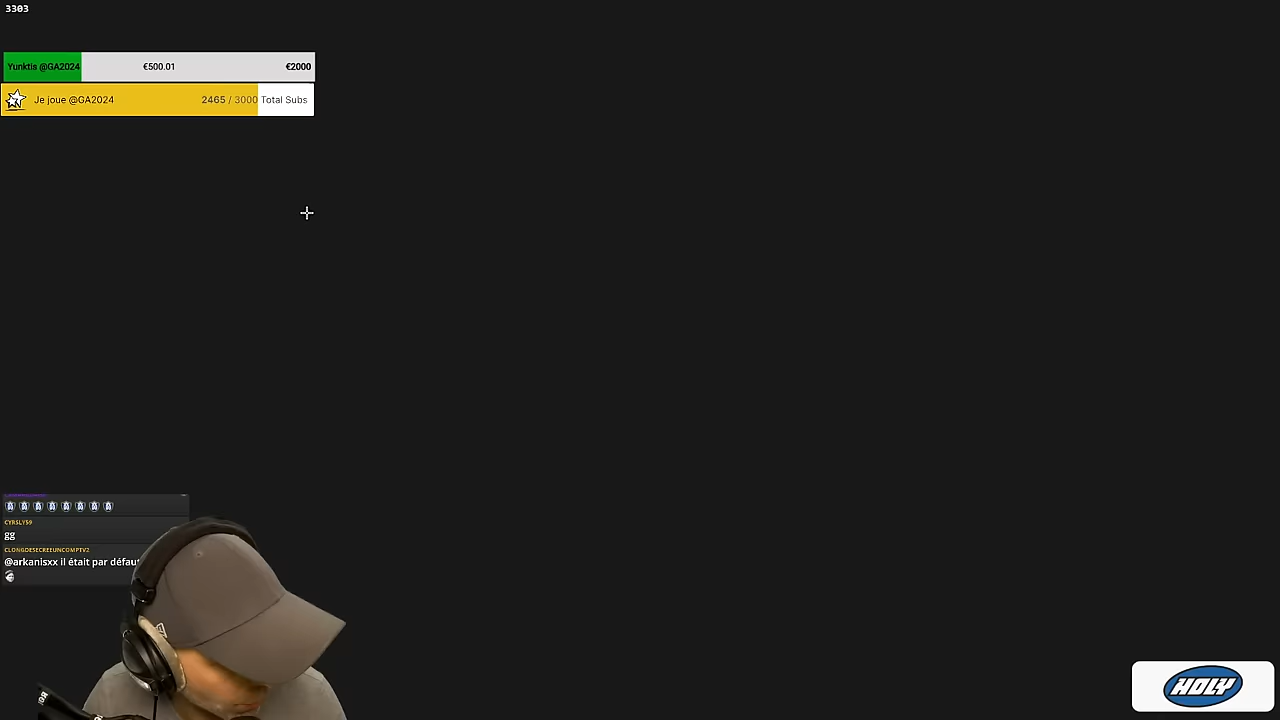 3303
Yunktis @GA2024 €500.01 €2000
Je joue @GA2024 2465 / 3000 Total Subs
CYRSLY59
gg
CLONGDESECREEUNCOMPTV2
@arkanisxx il était par défaut
HOLY